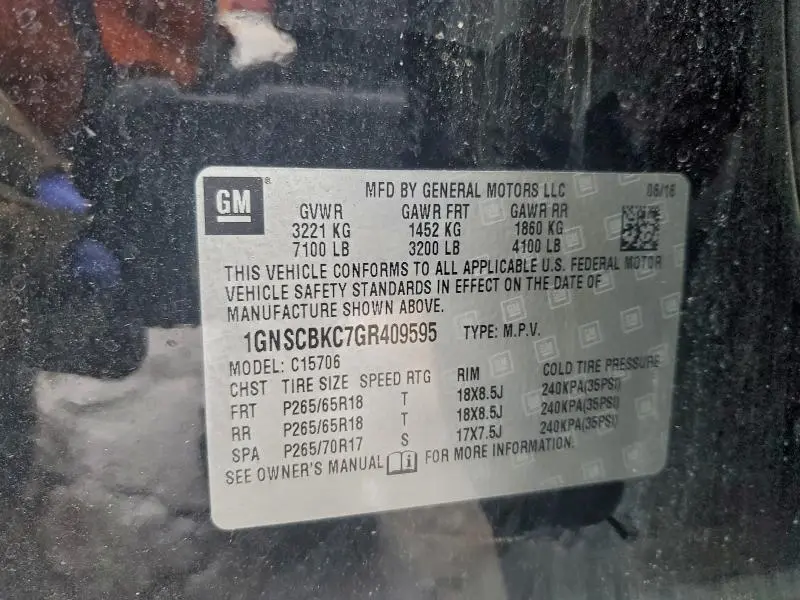 GM® MFD BY GENERAL MOTORS LLC 06/16
GVWR GAWR FRT GAWR RR
3221 KG 1452 KG 1860 KG
7100 LB 3200 LB 4100 LB
THIS VEHICLE CONFORMS TO ALL APPLICABLE U.S. FEDERAL MOTOR
VEHICLE SAFETY STANDARDS IN EFFECT ON THE DATE OF
MANUFACTURE SHOWN ABOVE.
1GNSCBKC7GR409595 TYPE: M.P.V.
MODEL: C15706
CHST TIRE SIZE SPEED RTG RIM COLD TIRE PRESSURE
FRT P265/65R18 T 18X8.5J 240KPA(35PSI)
RR P265/65R18 T 18X8.5J 240KPA(35PSI)
SPA P265/70R17 S 17X7.5J 240KPA(35PSI)
SEE OWNER'S MANUAL i FOR MORE INFORMATION.